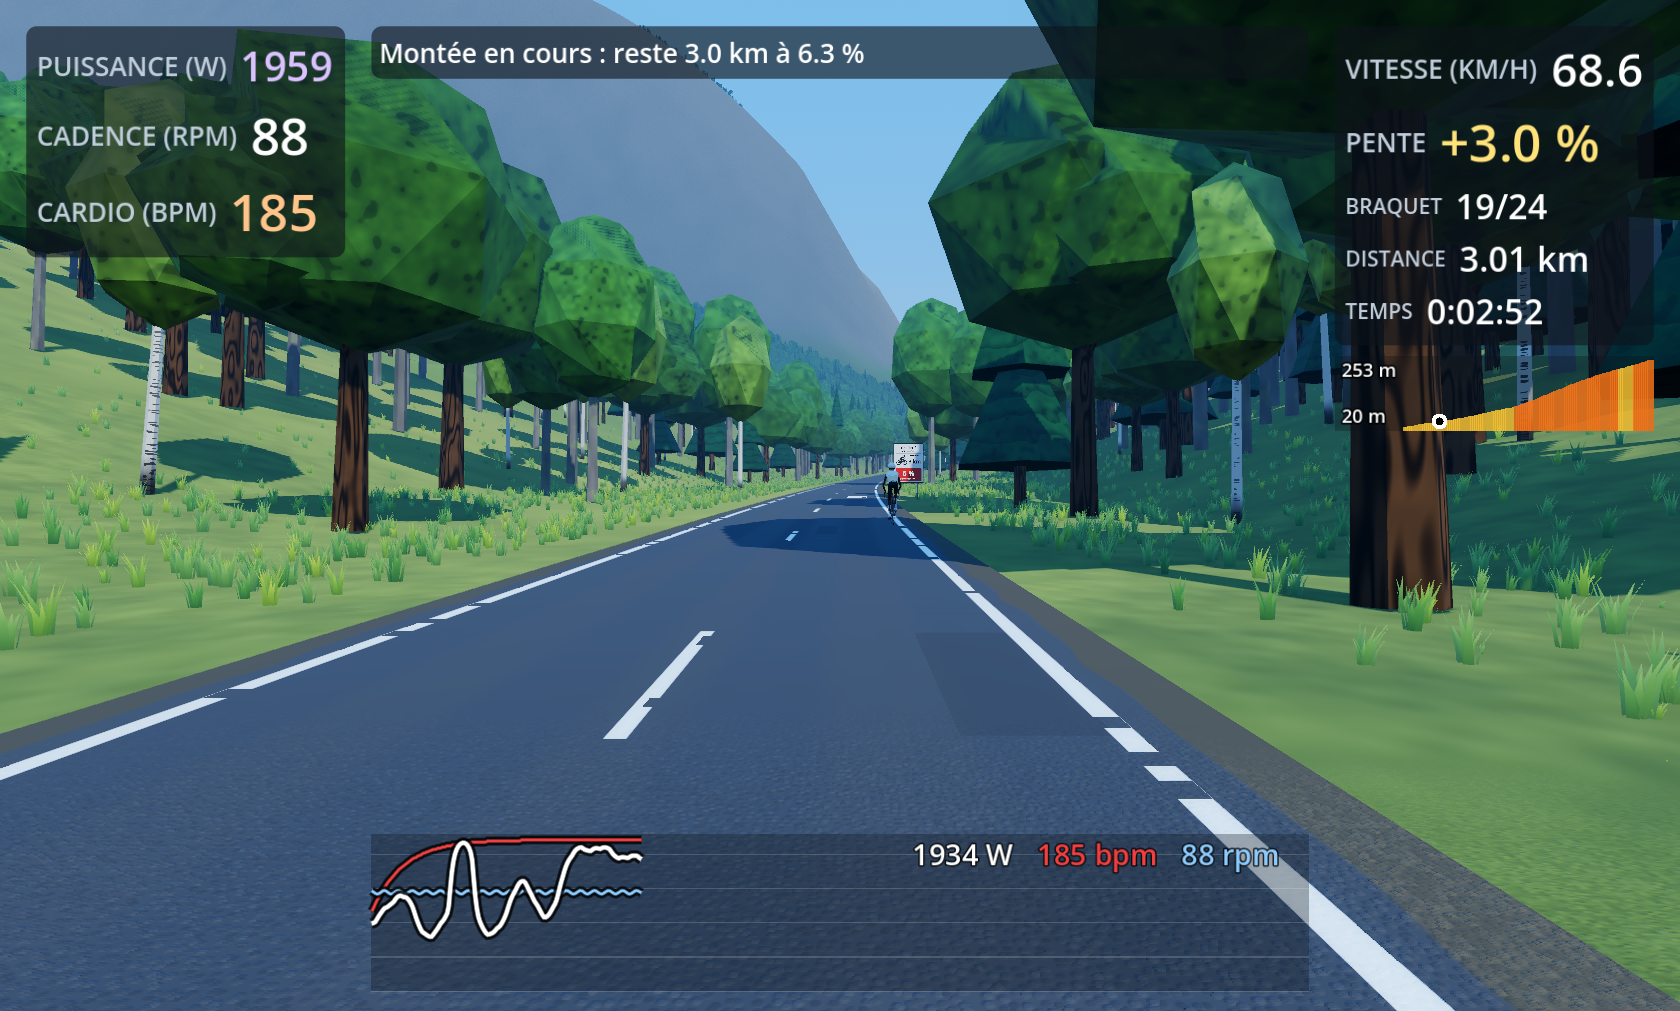 PUISSANCE (W) 1959
CADENCE (RPM) 88
CARDIO (BPM) 185
Montée en cours : reste 3.0 km à 6.3 %
VITESSE (KM/H) 68.6
PENTE +3.0 %
BRAQUET 19/24
DISTANCE 3.01 km
TEMPS 0:02:52
253 m
20 m
1934 W 185 bpm 88 rpm